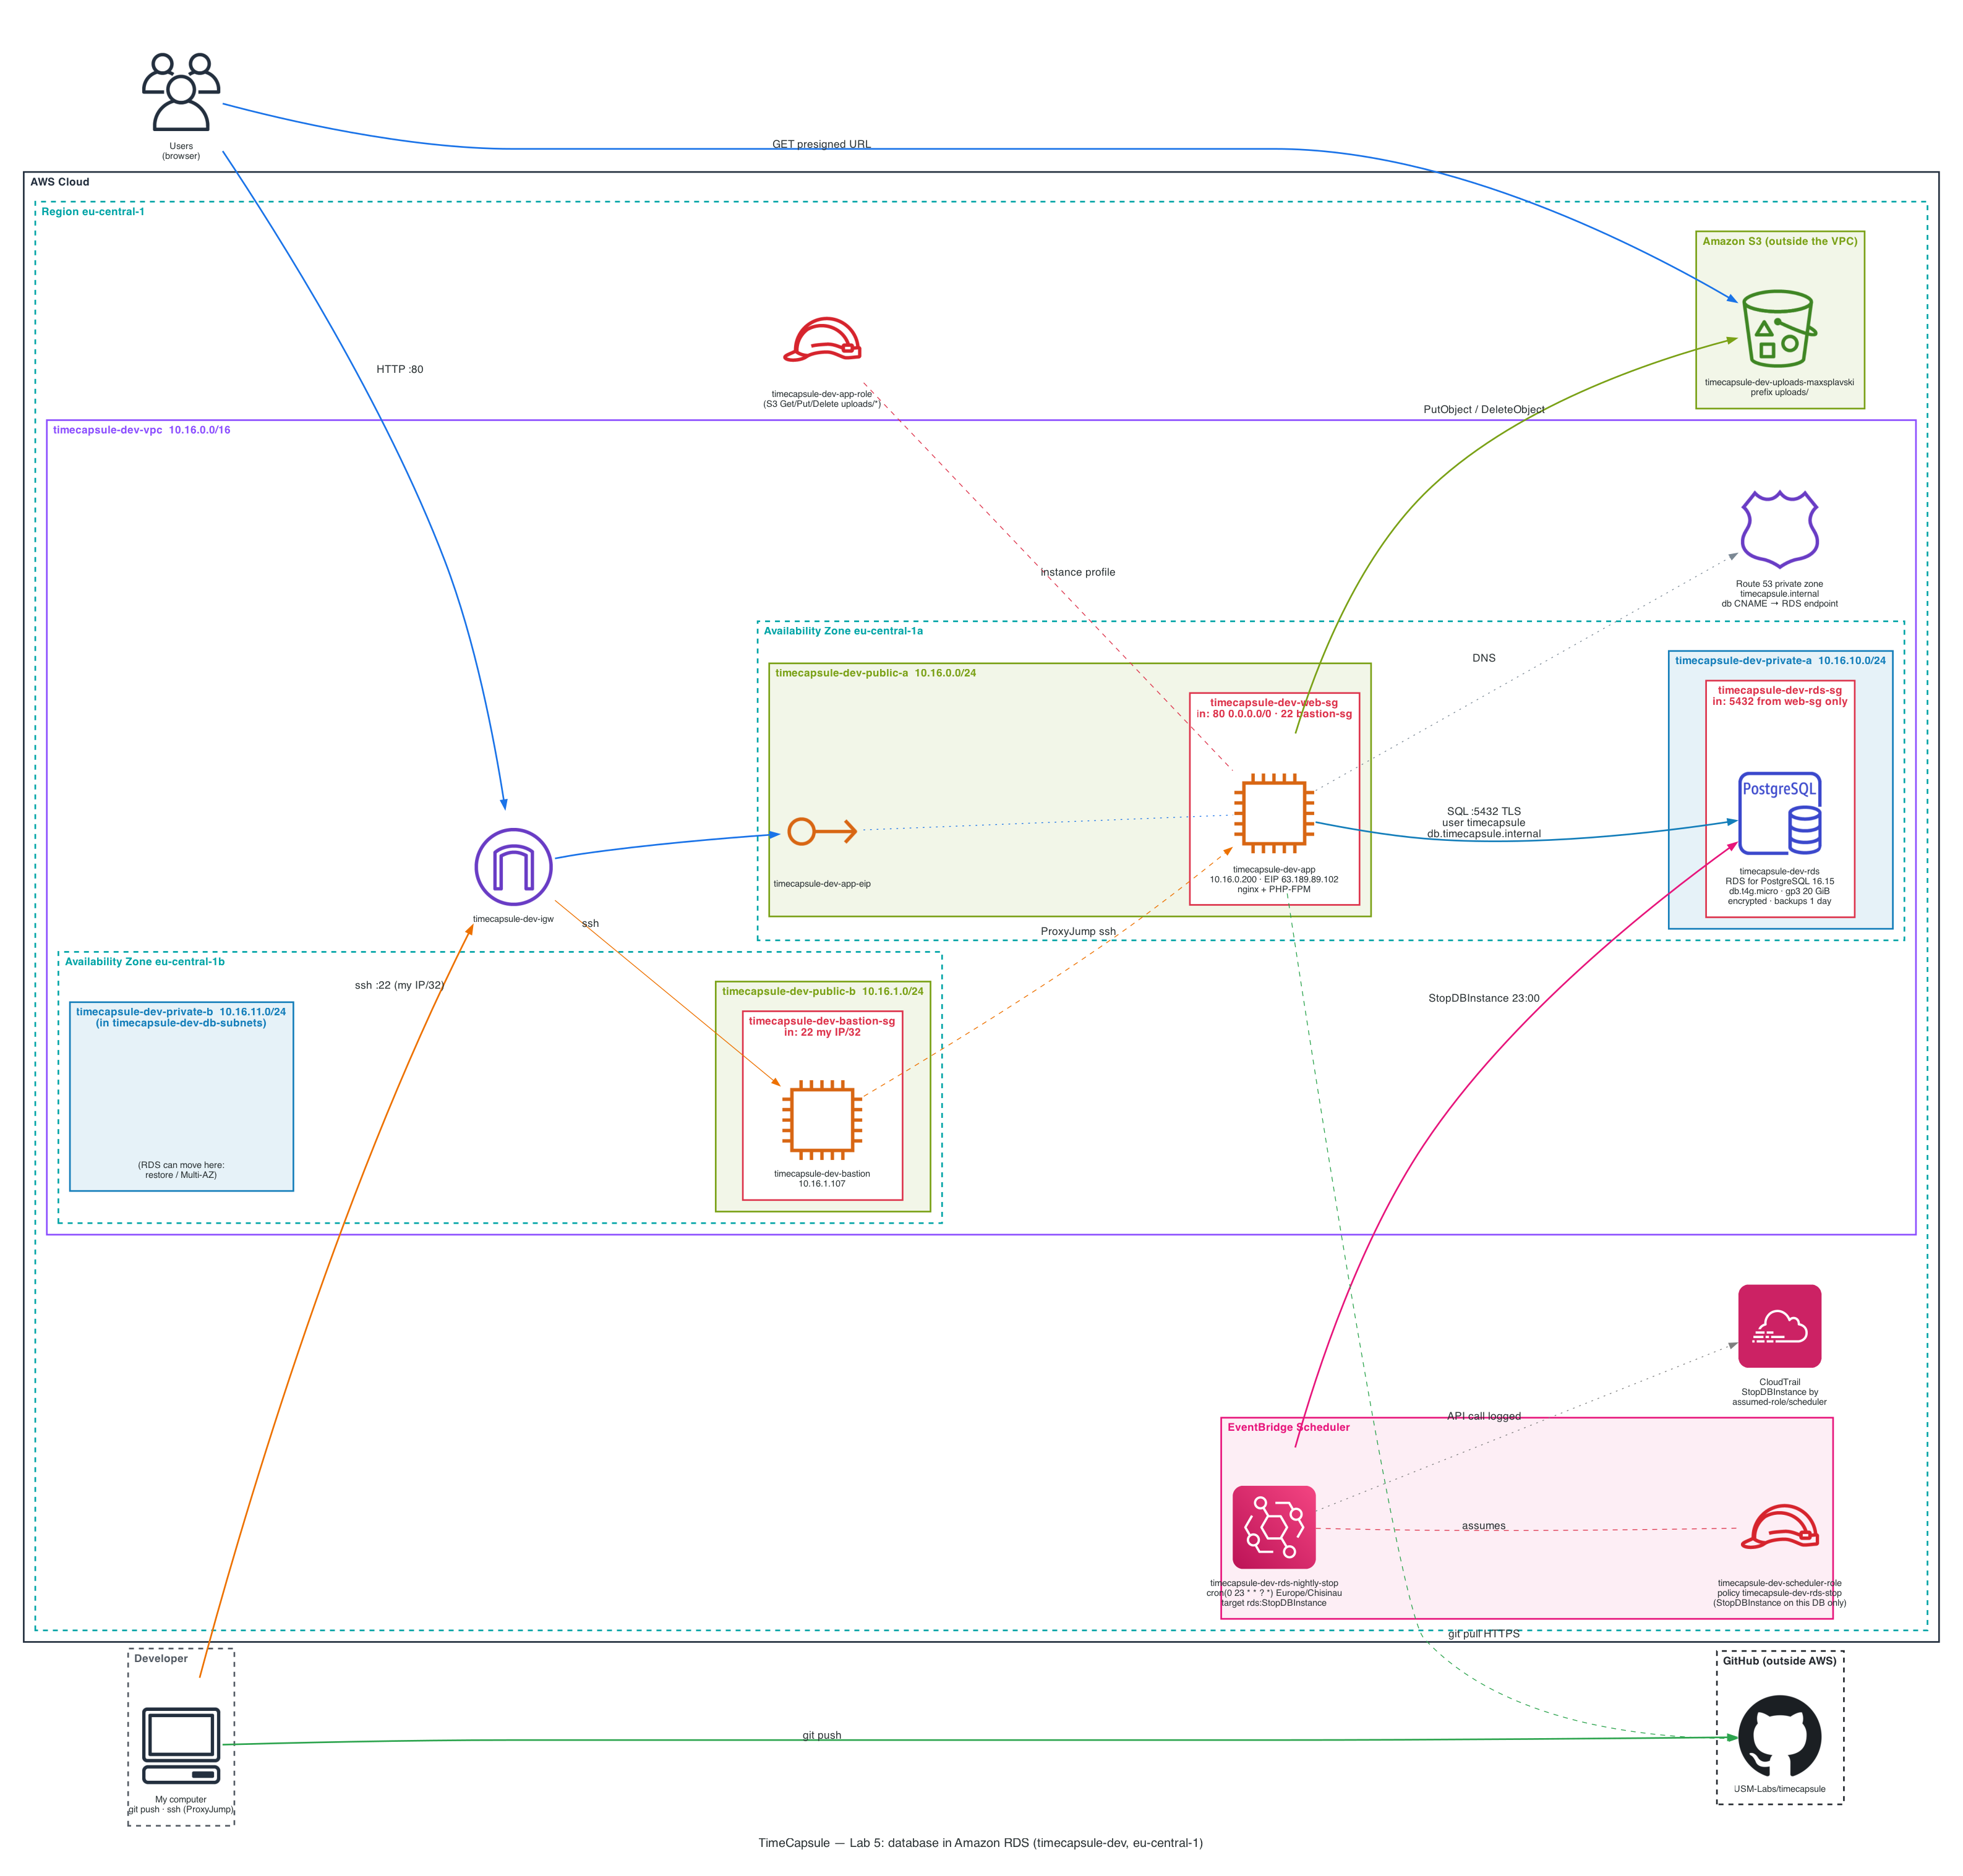 Users
(browser)
GET presigned URL
AWS Cloud
Region eu-central-1
Amazon S3 (outside the VPC)
timecapsule-dev-uploads-maxsplavski
prefix uploads/
HTTP :80
timecapsule-dev-app-role
(S3 Get/Put/Delete uploads/*)
PutObject / DeleteObject
timecapsule-dev-vpc  10.16.0.0/16
instance profile
Route 53 private zone
timecapsule.internal
db CNAME → RDS endpoint
Availability Zone eu-central-1a
DNS
timecapsule-dev-public-a  10.16.0.0/24
timecapsule-dev-web-sg
in: 80 0.0.0.0/0 · 22 bastion-sg
timecapsule-dev-private-a  10.16.10.0/24
timecapsule-dev-rds-sg
in: 5432 from web-sg only
PostgreSQL
SQL :5432 TLS
user timecapsule
db.timecapsule.internal
timecapsule-dev-app-eip
timecapsule-dev-app
10.16.0.200 · EIP 63.189.89.102
nginx + PHP-FPM
timecapsule-dev-rds
RDS for PostgreSQL 16.15
db.t4g.micro · gp3 20 GiB
encrypted · backups 1 day
timecapsule-dev-igw
ssh
ProxyJump ssh
Availability Zone eu-central-1b
ssh :22 (my IP/32)
timecapsule-dev-private-b  10.16.11.0/24
(in timecapsule-dev-db-subnets)
(RDS can move here:
restore / Multi-AZ)
timecapsule-dev-public-b  10.16.1.0/24
timecapsule-dev-bastion-sg
in: 22 my IP/32
timecapsule-dev-bastion
10.16.1.107
StopDBInstance 23:00
CloudTrail
StopDBInstance by
assumed-role/scheduler
API call logged
EventBridge Scheduler
assumes
timecapsule-dev-rds-nightly-stop
cron(0 23 * * ? *) Europe/Chisinau
target rds:StopDBInstance
timecapsule-dev-scheduler-role
policy timecapsule-dev-rds-stop
(StopDBInstance on this DB only)
git pull HTTPS
Developer
My computer
git push · ssh (ProxyJump)
git push
GitHub (outside AWS)
USM-Labs/timecapsule
TimeCapsule — Lab 5: database in Amazon RDS (timecapsule-dev, eu-central-1)